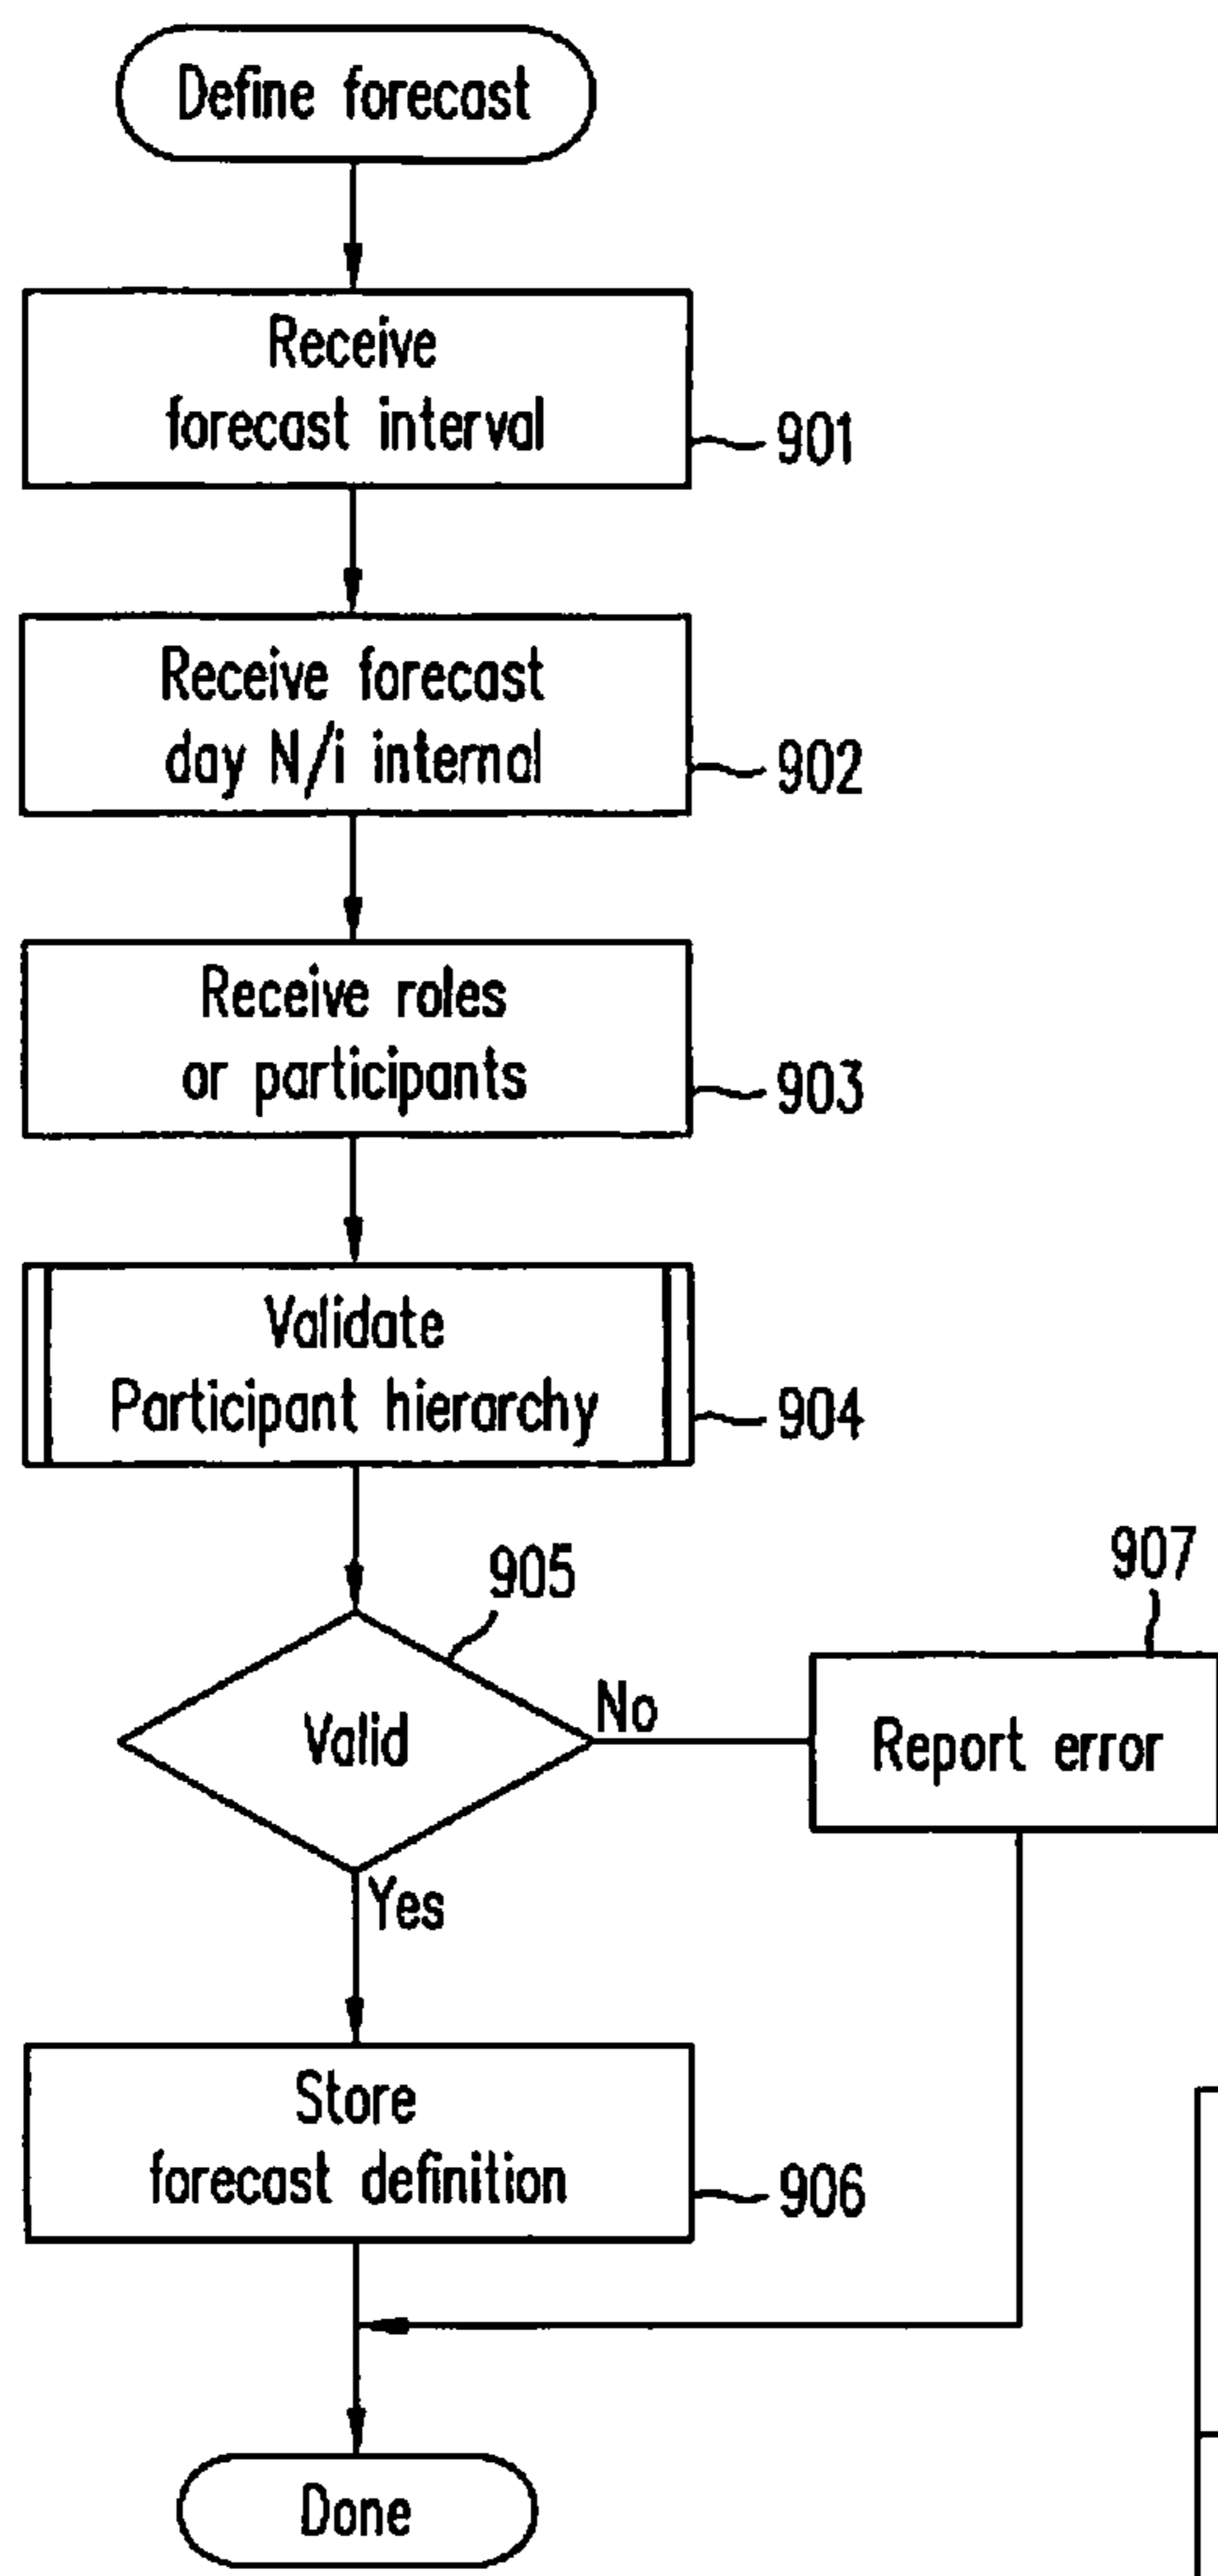 Define forecast
Receive
forecast interval
901
Receive forecast
day N/i internal
902
Receive roles
or participants
903
Validate
Participant hierarchy
904
905
Valid
No
907
Report error
Yes
Store
forecast definition
906
Done